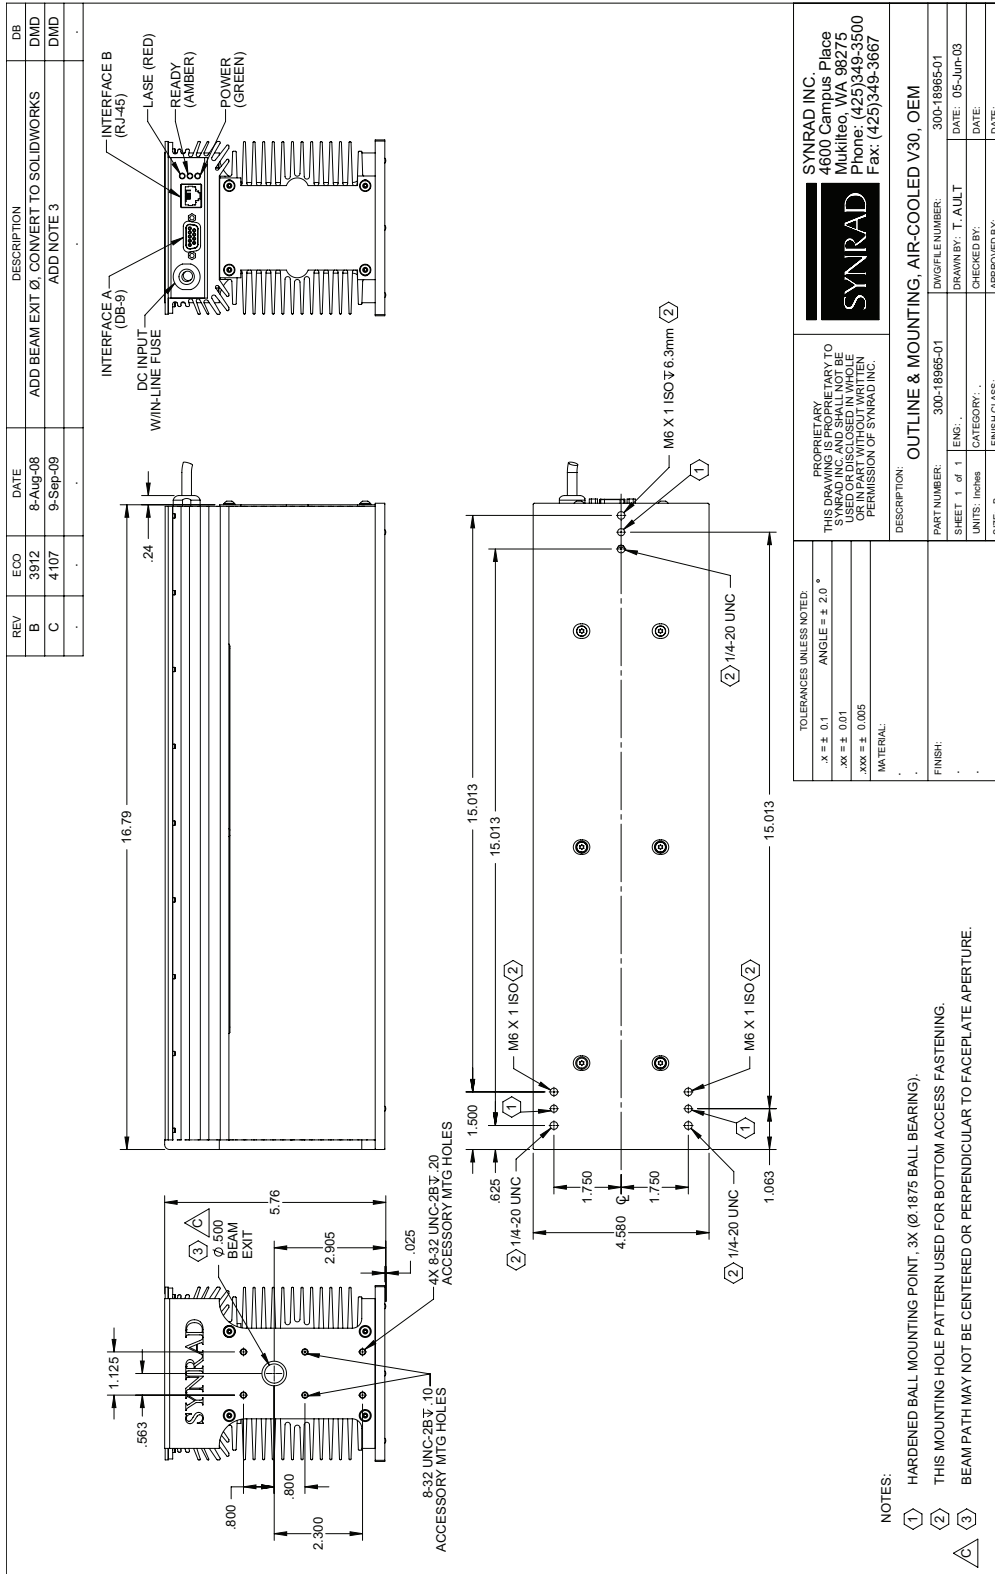 REV ECO DATE DESCRIPTION DB
B 3912 8-Aug-08 ADD BEAM EXIT Ø, CONVERT TO SOLIDWORKS DMD
C 4107 9-Sep-09 ADD NOTE 3 DMD
INTERFACE A
(DB-9)
DC INPUT
W/IN-LINE FUSE
INTERFACE B
(RJ-45)
LASE (RED)
READY
(AMBER)
POWER
(GREEN)
16.79
.24
SYNRAD
1.125
.563
.800
.800
2.300
5.76
3
C
Ø.500
BEAM
EXIT
2.905
.025
4X 8-32 UNC-2B↧.20
ACCESSORY MTG HOLES
8-32 UNC-2B↧.10
ACCESSORY MTG HOLES
15.013
15.013
1.500
.625
M6 X 1 ISO 2
1
2 1/4-20 UNC
1.750
1.750
℄
4.580
2 1/4-20 UNC
1.063
1
M6 X 1 ISO 2
15.013
2 1/4-20 UNC
1
M6 X 1 ISO ↧ 6.3mm 2
NOTES:
1 HARDENED BALL MOUNTING POINT, 3X (Ø.1875 BALL BEARING).
2 THIS MOUNTING HOLE PATTERN USED FOR BOTTOM ACCESS FASTENING.
C 3 BEAM PATH MAY NOT BE CENTERED OR PERPENDICULAR TO FACEPLATE APERTURE.
TOLERANCES UNLESS NOTED:
.x = ± 0.1 ANGLE = ± 2.0 °
.xx = ± 0.01
.xxx = ± 0.005
MATERIAL:
FINISH:
PROPRIETARY
THIS DRAWING IS PROPRIETARY TO
SYNRAD INC. AND SHALL NOT BE
USED OR DISCLOSED IN WHOLE
OR IN PART WITHOUT WRITTEN
PERMISSION OF SYNRAD INC.
SYNRAD
SYNRAD INC.
4600 Campus Place
Mukilteo, WA 98275
Phone: (425)349-3500
Fax: (425)349-3667
DESCRIPTION:
OUTLINE & MOUNTING, AIR-COOLED V30, OEM
PART NUMBER: 300-18965-01 DWG/FILE NUMBER: 300-18965-01
SHEET 1 of 1 ENG: . DRAWN BY: T. AULT DATE: 05-Jun-03
UNITS: Inches CATEGORY: . CHECKED BY: DATE:
FINISH CLASS: APPROVED BY: DATE: